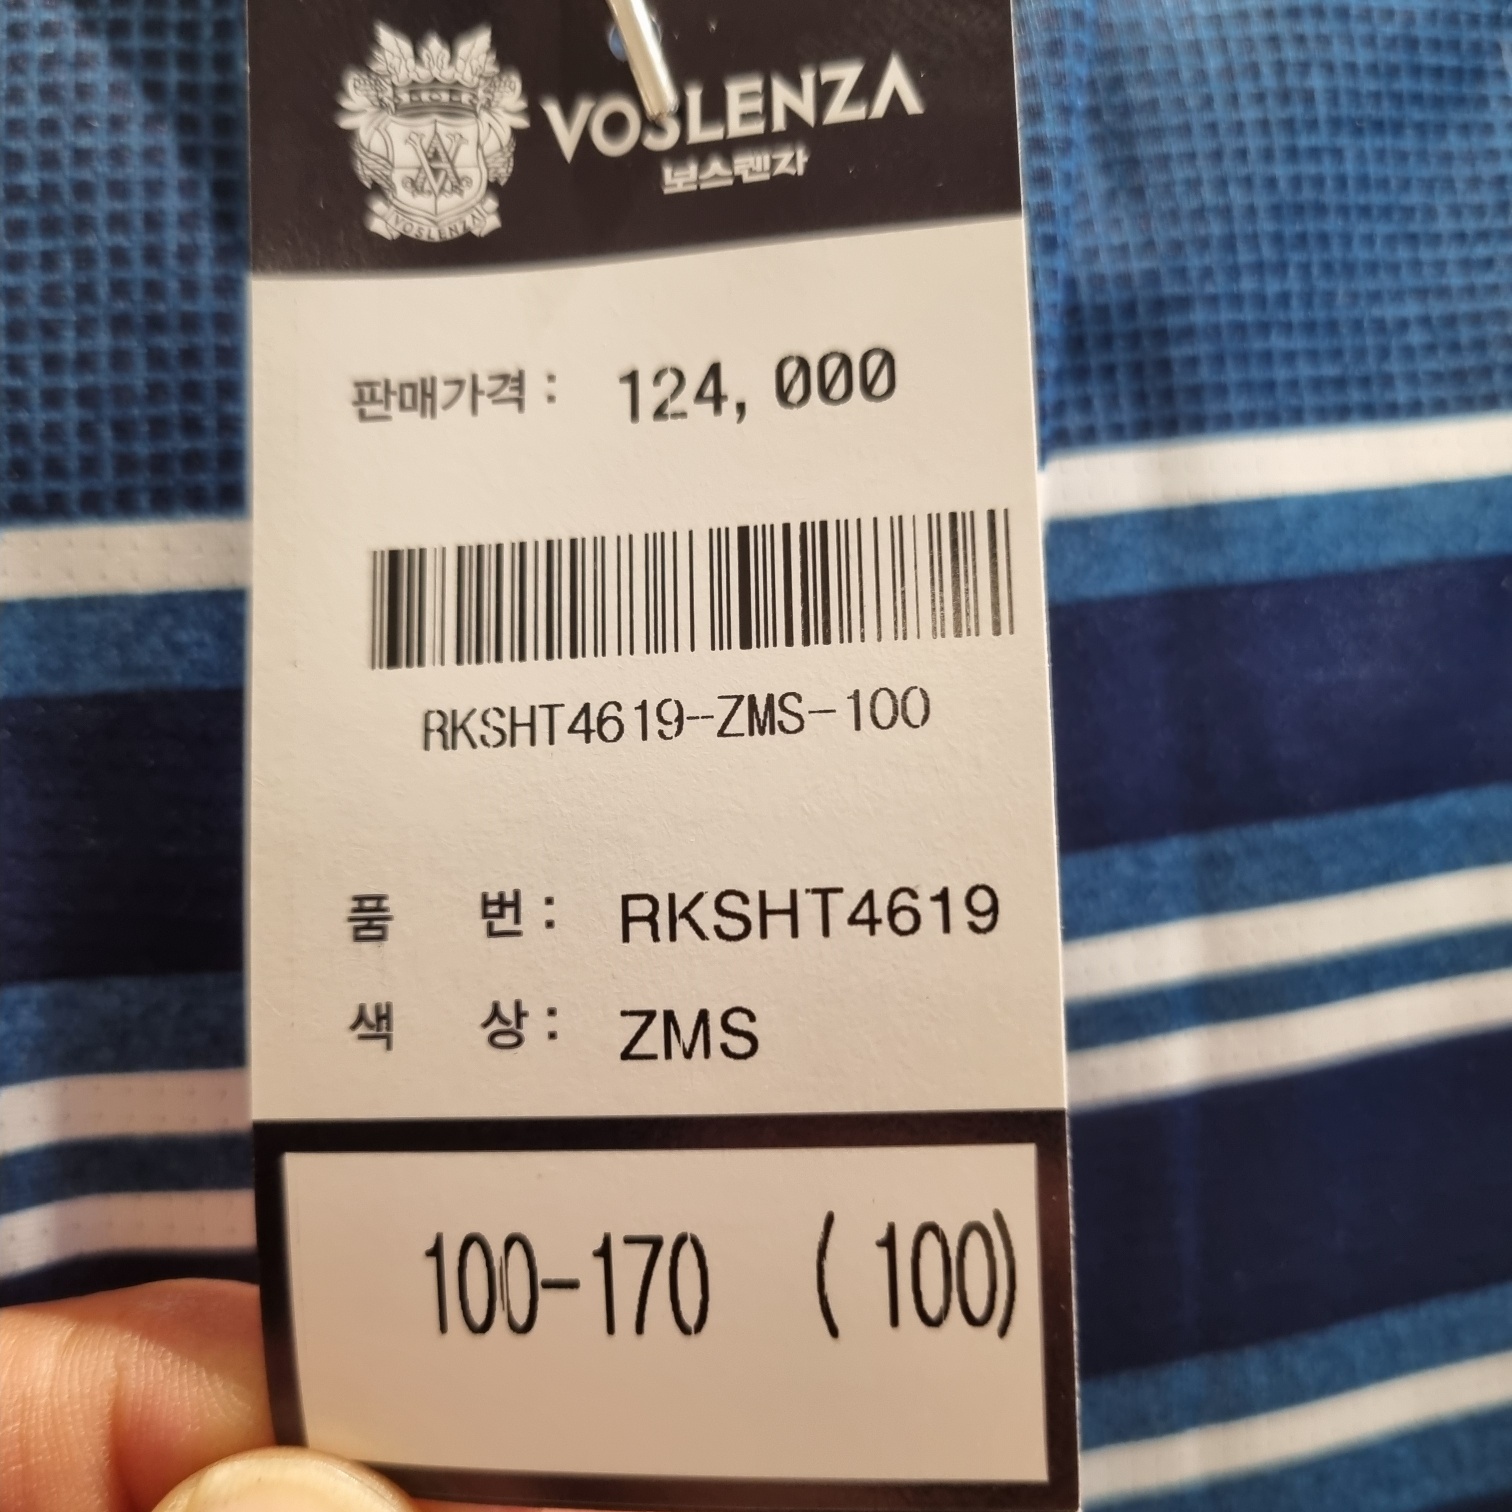 VOSLENZA
보스렌자
VOSLENZA
판매가격 : 124,000
RKSHT4619-ZMS-100
품 번 : RKSHT4619
색 상 : ZMS
100-170 ( 100)